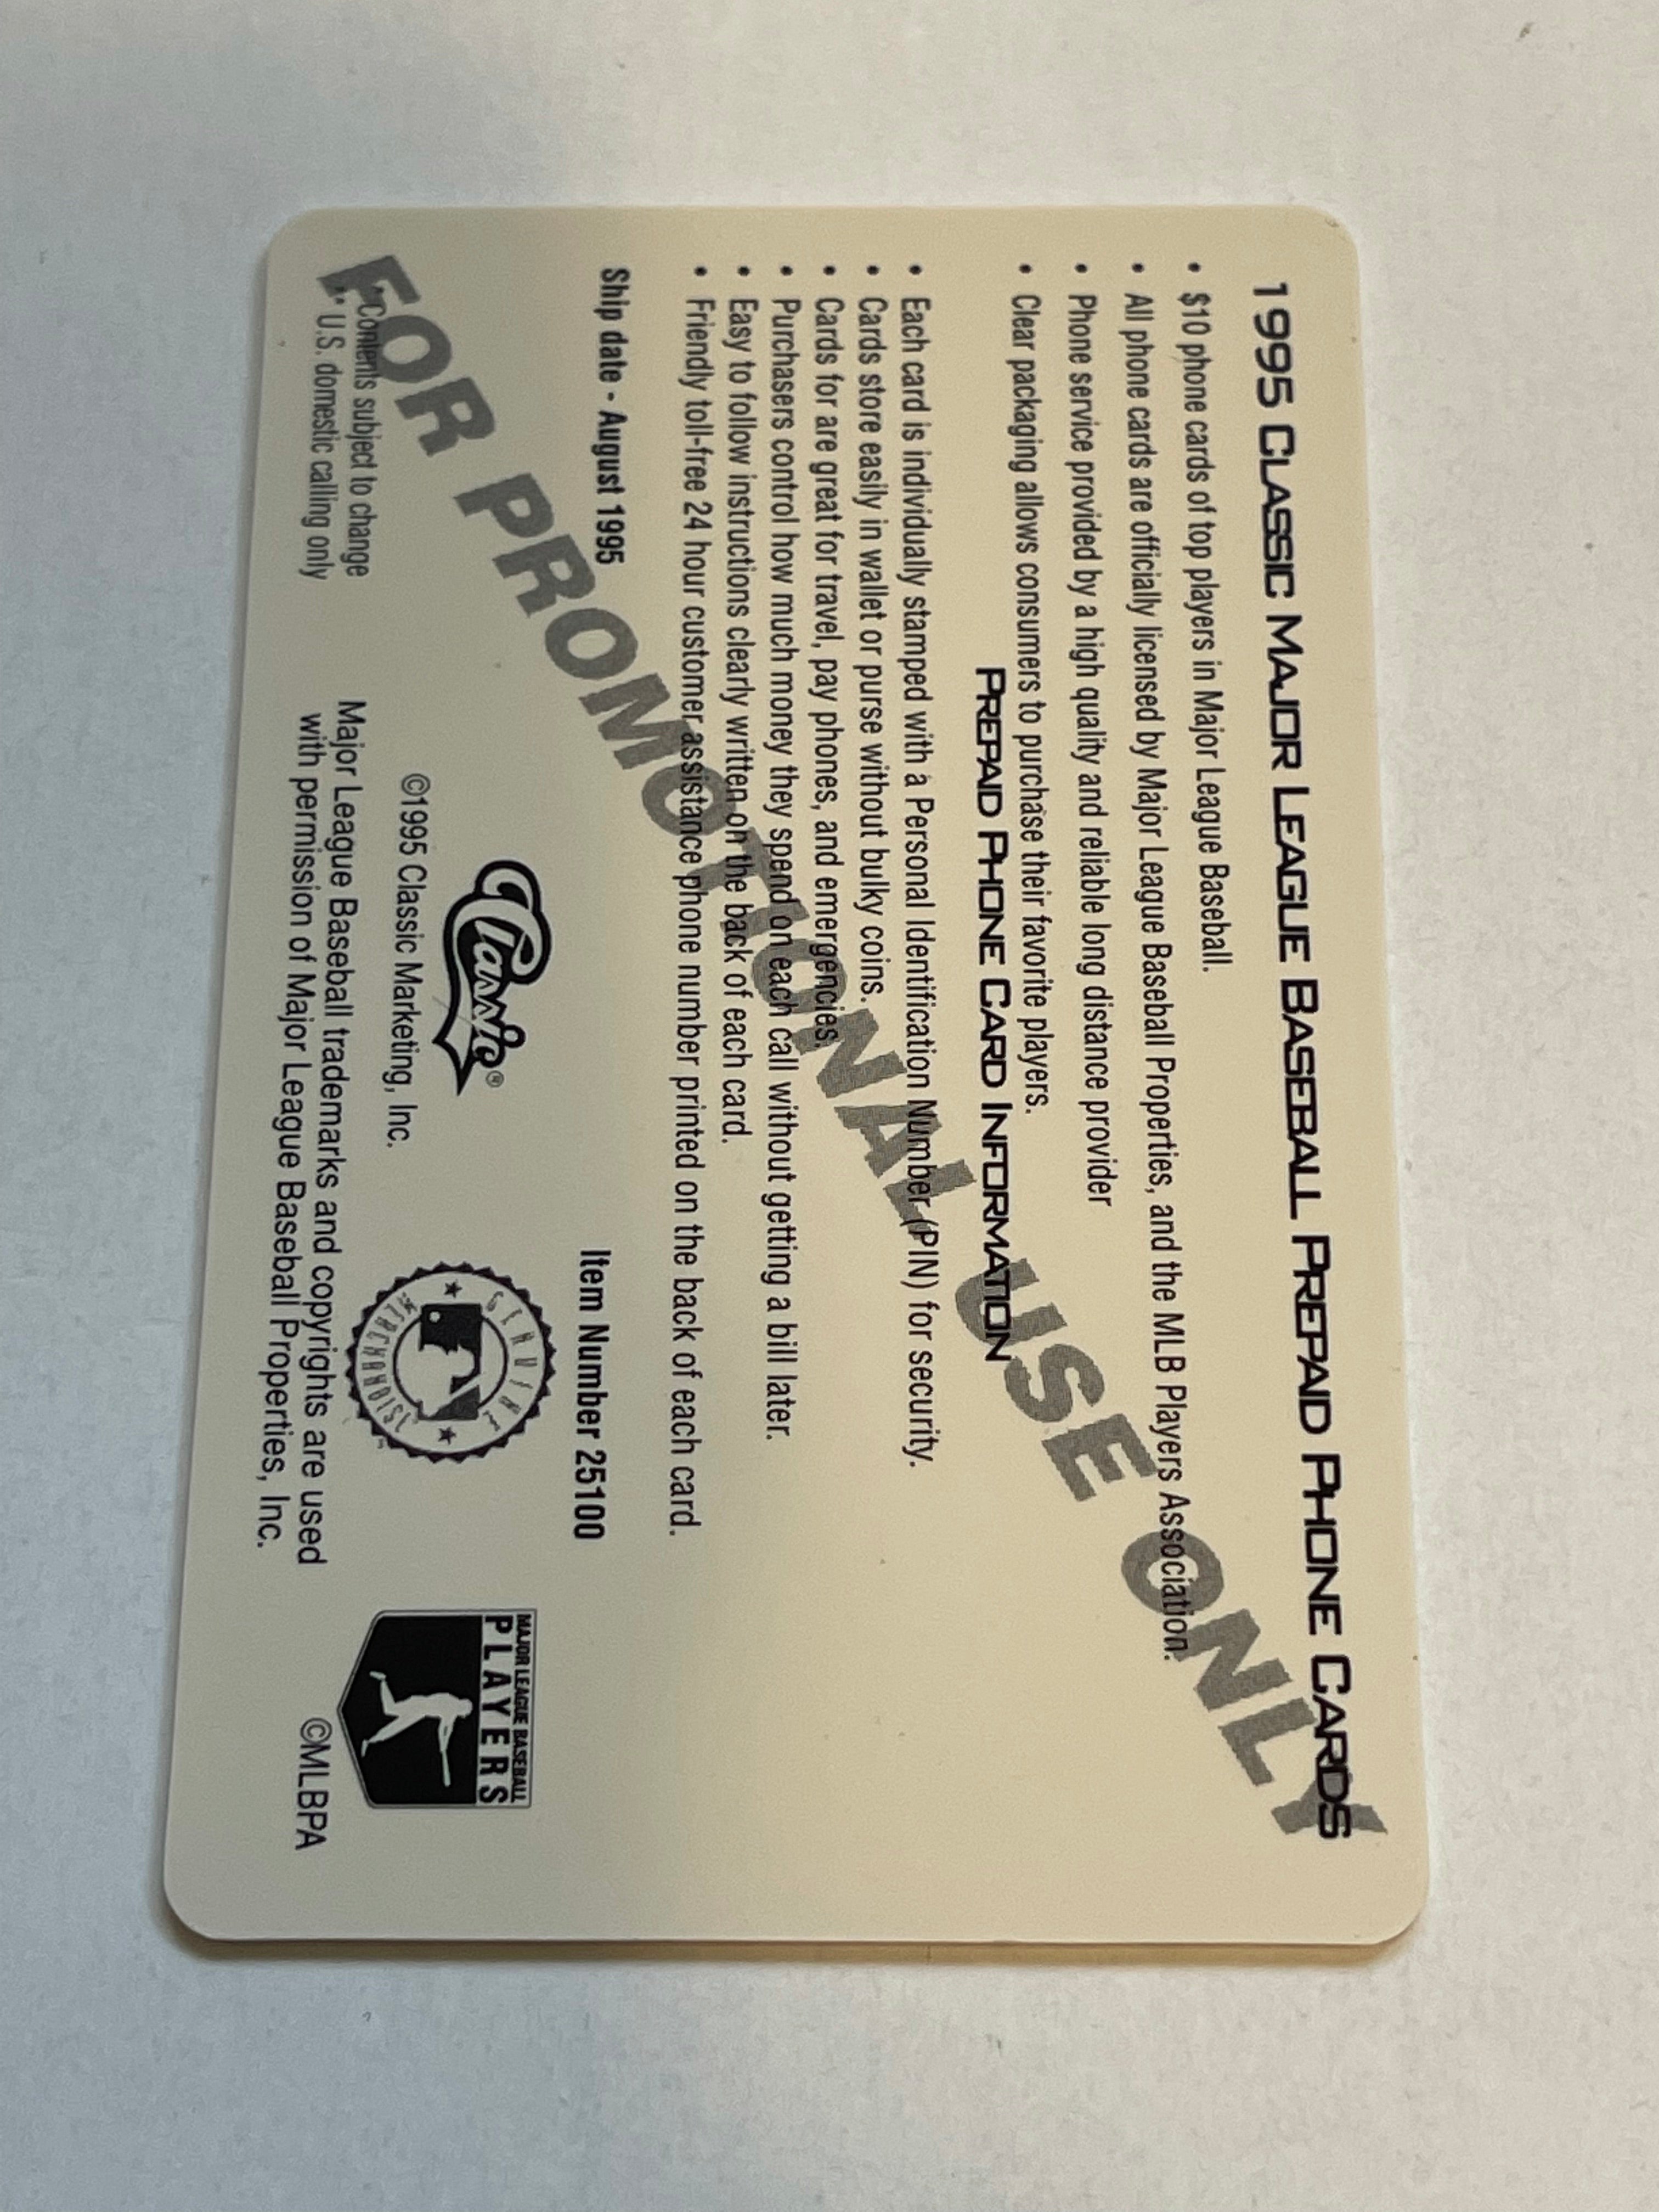 1995 CLASSIC MAJOR LEAGUE BASEBALL PREPAID PHONE CARDS
• $10 phone cards of top players in Major League Baseball.
• All phone cards are officially licensed by Major League Baseball Properties, and the MLB Players Association.
• Phone service provided by a high quality and reliable long distance provider
• Clear packaging allows consumers to purchase their favorite players.
PREPAID PHONE CARD INFORMATION
• Each card is individually stamped with a Personal Identification Number (PIN) for security.
• Cards store easily in wallet or purse without bulky coins.
• Cards for are great for travel, pay phones, and emergencies.
• Purchasers control how much money they spend on each call without getting a bill later.
• Easy to follow instructions clearly written on the back of each card.
• Friendly toll-free 24 hour customer assistance phone number printed on the back of each card.
Ship date - August 1995
Item Number 25100
FOR PROMOTIONAL USE ONLY
*Contents subject to change
*. U.S. domestic calling only
Classic®
©1995 Classic Marketing, Inc.
GENUINE
MERCHANDISE
TM
MAJOR LEAGUE BASEBALL
PLAYERS
Major League Baseball trademarks and copyrights are used
with permission of Major League Baseball Properties, Inc.
©MLBPA